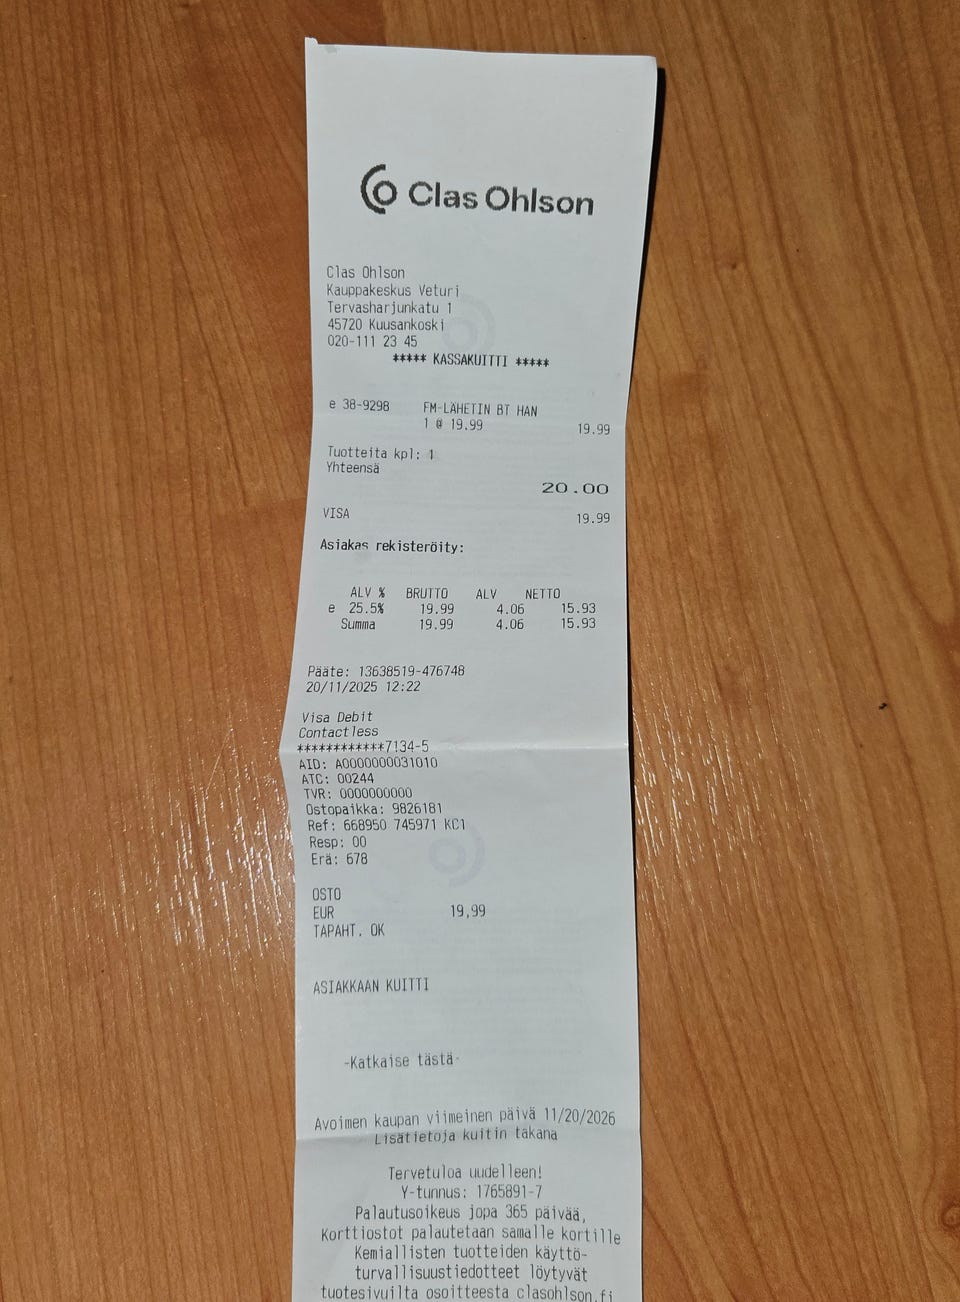 Clas Ohlson
Clas Ohlson
Kauppakeskus Veturi
Tervasharjunkatu 1
45720 Kuusankoski
020-111 23 45
***** KASSAKUITTI *****
e 38-9298 FM-LÄHETIN BT HAN
1 @ 19.99 19.99
Tuotteita kpl: 1
Yhteensä
20.00
VISA 19.99
Asiakas rekisteröity:
ALV % BRUTTO ALV NETTO
e 25.5% 19.99 4.06 15.93
Summa 19.99 4.06 15.93
Pääte: 13638519-476748
20/11/2025 12:22
Visa Debit
Contactless
************7134-5
AID: A0000000031010
ATC: 00244
TVR: 0000000000
Ostopaikka: 9826181
Ref: 668950 745971 KC1
Resp: 00
Erä: 678
OSTO
EUR 19,99
TAPAHT. OK
ASIAKKAAN KUITTI
-Katkaise tästä-
Avoimen kaupan viimeinen päivä 11/20/2026
Lisätietoja kuitin takana
Tervetuloa uudelleen!
Y-tunnus: 1765891-7
Palautusoikeus jopa 365 päivää,
Korttiostot palautetaan samalle kortille
Kemiallisten tuotteiden käyttö-
turvallisuustiedotteet löytyvät
tuotesivuilta osoitteesta clasohlson.fi